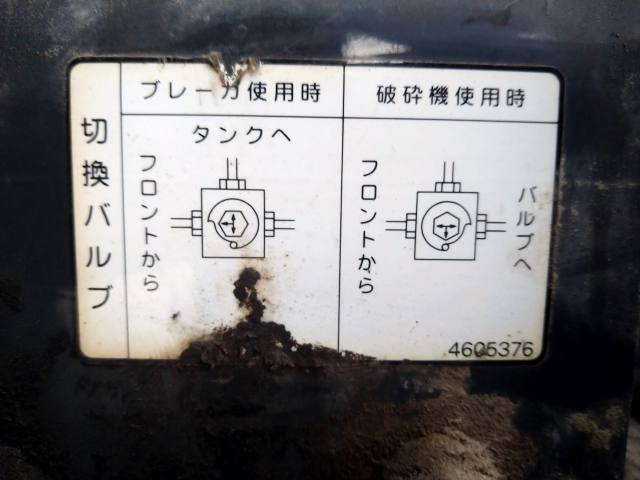 切換バルブ
ブレーカ使用時
タンクへ
フロントから
破砕機使用時
フロントから
バルブへ
4605376